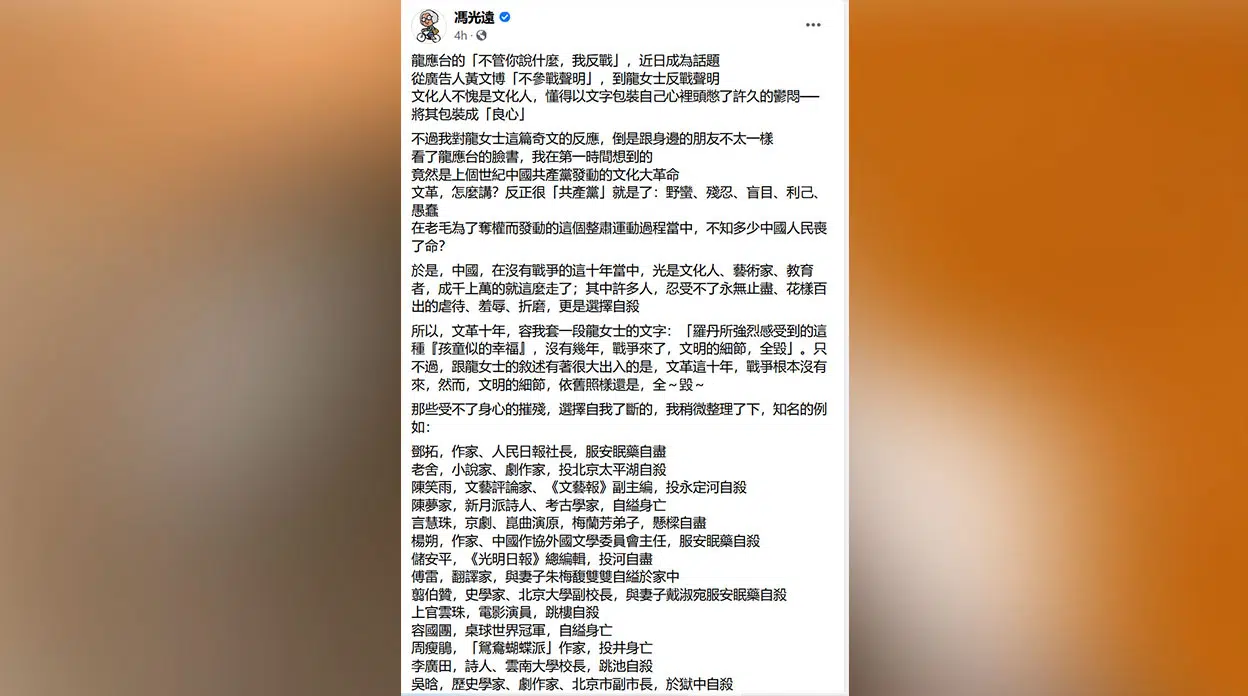 馮光遠
4h
龍應台的「不管你說什麼，我反戰」，近日成為話題
從廣告人黃文博「不參戰聲明」，到龍女士反戰聲明
文化人不愧是文化人，懂得以文字包裝自己心裡頭憋了許久的鬱悶──
將其包裝成「良心」
不過我對龍女士這篇奇文的反應，倒是跟身邊的朋友不太一樣
看了龍應台的臉書，我在第一時間想到的
竟然是上個世紀中國共產黨發動的文化大革命
文革，怎麼講？反正很「共產黨」就是了：野蠻、殘忍、盲目、利己、
愚蠢
在老毛為了奪權而發動的這個整肅運動過程當中，不知多少中國人民喪
了命？
於是，中國，在沒有戰爭的這十年當中，光是文化人、藝術家、教育
者，成千上萬的就這麼走了；其中許多人，忍受不了永無止盡、花樣百
出的虐待、羞辱、折磨，更是選擇自殺
所以，文革十年，容我套一段龍女士的文字：「羅丹所強烈感受到的這
種『孩童似的幸福』，沒有幾年，戰爭來了，文明的細節，全毀」。只
不過，跟龍女士的敘述有著很大出入的是，文革這十年，戰爭根本沒有
來，然而，文明的細節，依舊照樣還是，全～毀～
那些受不了身心的摧殘，選擇自我了斷的，我稍微整理了下，知名的例
如：
鄧拓，作家、人民日報社長，服安眠藥自盡
老舍，小說家、劇作家，投北京太平湖自殺
陳笑雨，文藝評論家、《文藝報》副主編，投永定河自殺
陳夢家，新月派詩人、考古學家，自縊身亡
言慧珠，京劇、崑曲演原，梅蘭芳弟子，懸樑自盡
楊朔，作家、中國作協外國文學委員會主任，服安眠藥自殺
儲安平，《光明日報》總編輯，投河自盡
傅雷，翻譯家，與妻子朱梅馥雙雙自縊於家中
翦伯贊，史學家、北京大學副校長，與妻子戴淑宛服安眠藥自殺
上官雲珠，電影演員，跳樓自殺
容國團，桌球世界冠軍，自縊身亡
周瘦鵑，「鴛鴦蝴蝶派」作家，投井身亡
李廣田，詩人、雲南大學校長，跳池自殺
吳晗，歷史學家、劇作家、北京市副市長，於獄中自殺